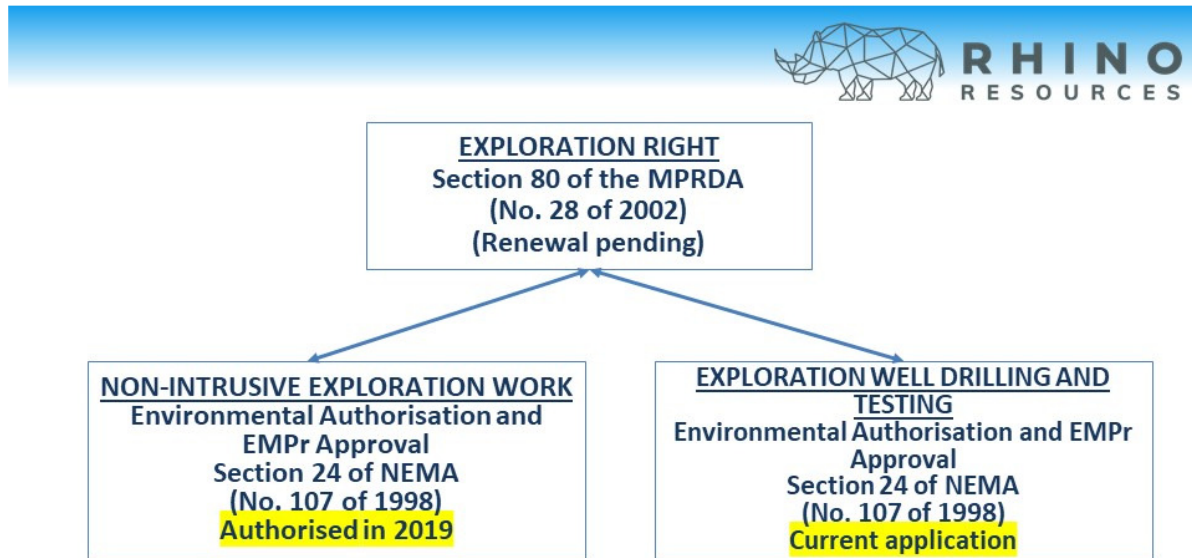 RHINO
RESOURCES
EXPLORATION RIGHT
Section 80 of the MPRDA
(No. 28 of 2002)
(Renewal pending)
NON-INTRUSIVE EXPLORATION WORK
Environmental Authorisation and
EMPr Approval
Section 24 of NEMA
(No. 107 of 1998)
Authorised in 2019
EXPLORATION WELL DRILLING AND
TESTING
Environmental Authorisation and EMPr
Approval
Section 24 of NEMA
(No. 107 of 1998)
Current application